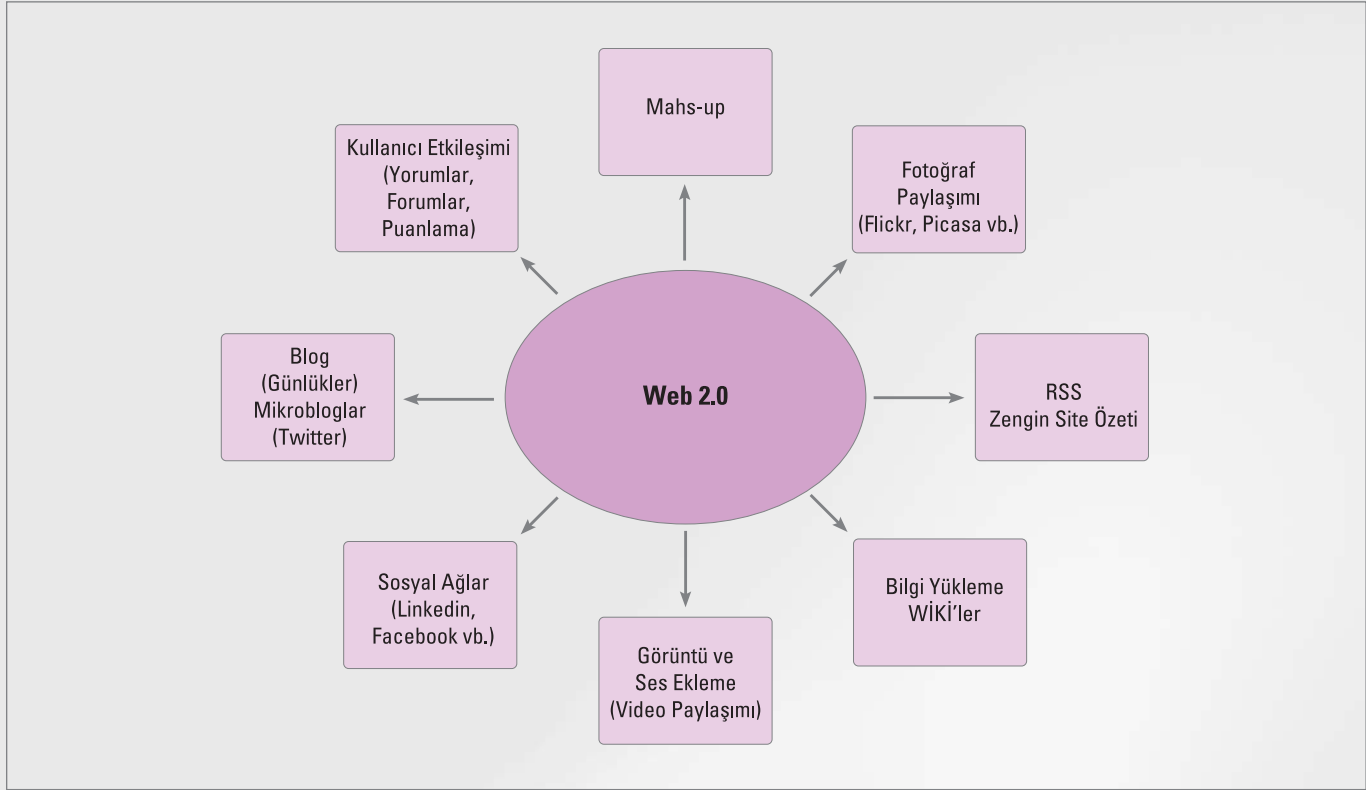 Mahs-up
Kullanıcı Etkileşimi
(Yorumlar,
Forumlar,
Puanlama)
Fotoğraf
Paylaşımı
(Flickr, Picasa vb.)
Blog
(Günlükler)
Mikrobloglar
(Twitter)
Web 2.0
RSS
Zengin Site Özeti
Sosyal Ağlar
(Linkedin,
Facebook vb.)
Görüntü ve
Ses Ekleme
(Video Paylaşımı)
Bilgi Yükleme
WİKİ’ler